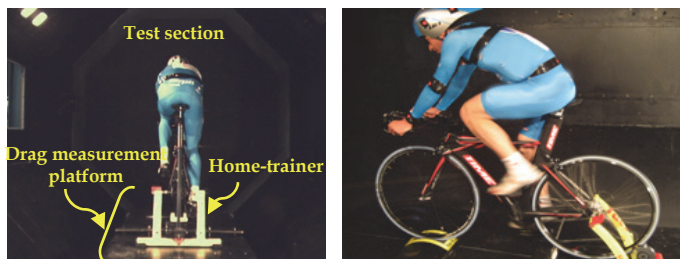 Test section
Drag measurement
platform
Home-trainer